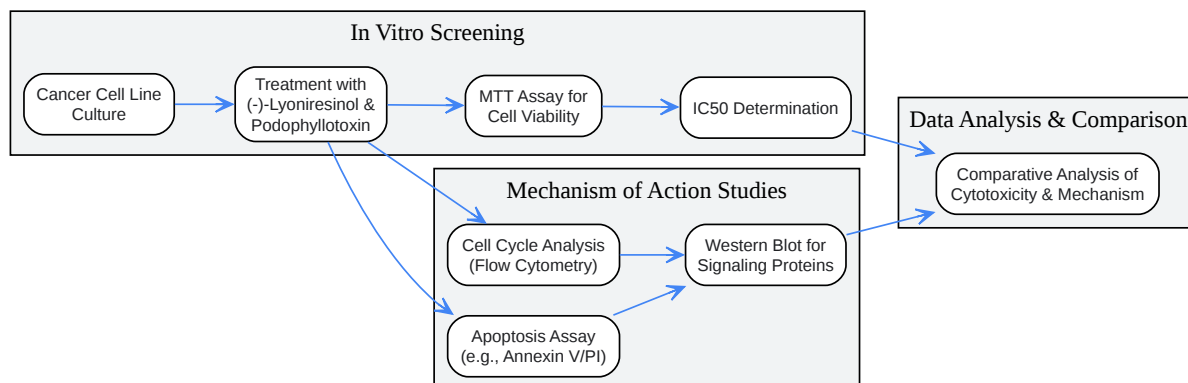 In Vitro Screening
Cancer Cell Line
Culture
Treatment with
(-)-Lyoniresinol &
Podophyllotoxin
MTT Assay for
Cell Viability
IC50 Determination
Mechanism of Action Studies
Cell Cycle Analysis
(Flow Cytometry)
Apoptosis Assay
(e.g., Annexin V/PI)
Western Blot for
Signaling Proteins
Data Analysis & Comparison
Comparative Analysis of
Cytotoxicity & Mechanism